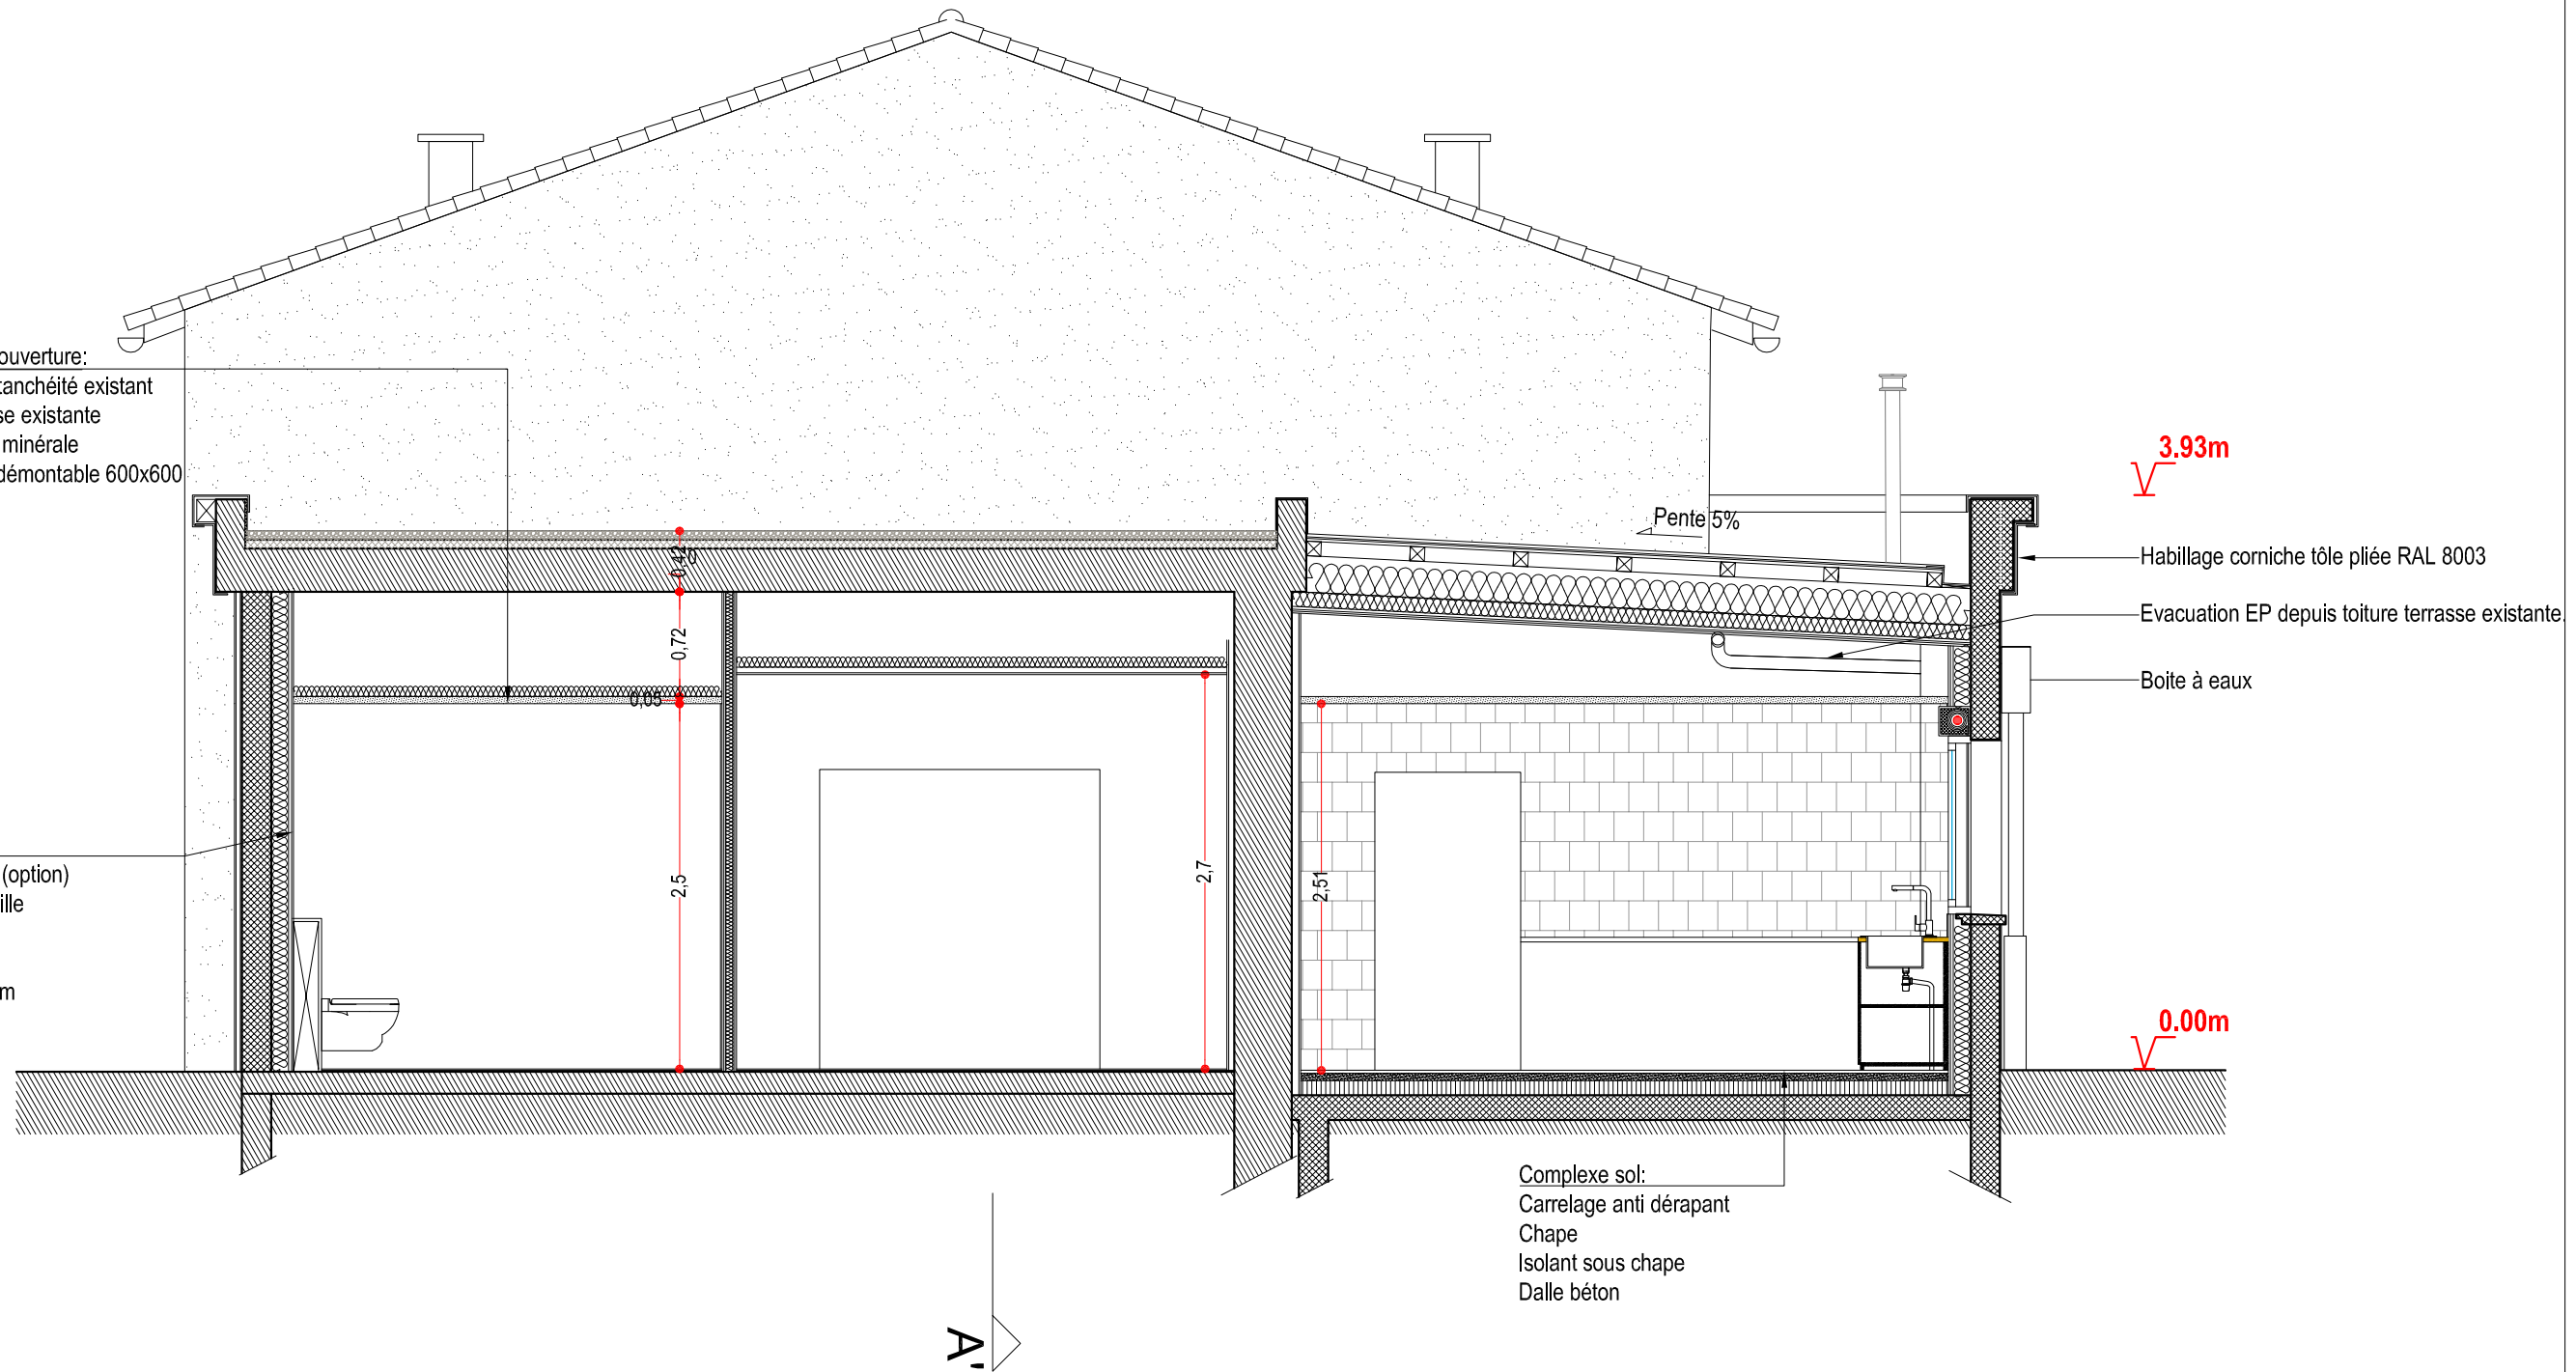 ouverture:
tanchéité existant
se existante
minérale
démontable 600x600
3.93m
Pente 5%
Habillage corniche tôle pliée RAL 8003
Evacuation EP depuis toiture terrasse existante.
Boite à eaux
0,42
0
0,72
0,05
2,5
2,7
2,51
(option)
ille
m
0.00m
Complexe sol:
Carrelage anti dérapant
Chape
Isolant sous chape
Dalle béton
A'